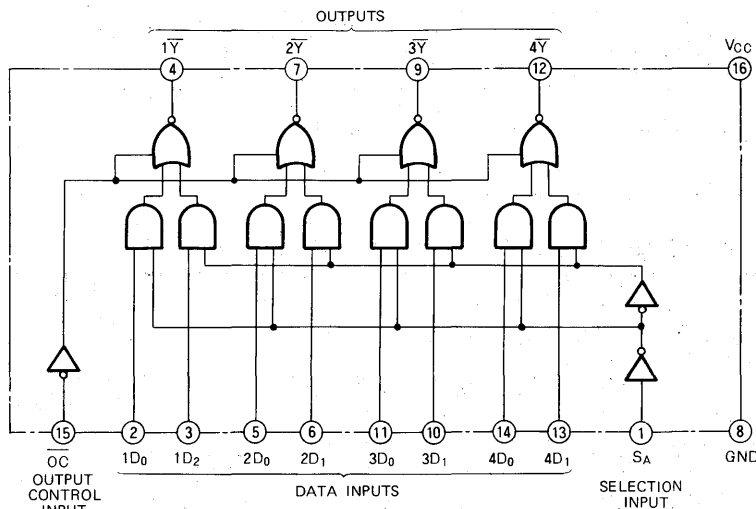 OUTPUTS
1Y̅ 2Y̅ 3Y̅ 4Y̅ VCC
4 7 9 12 16
15 2 3 5 6 11 10 14 13 1 8
O̅C̅ 1D0 1D2 2D0 2D1 3D0 3D1 4D0 4D1 SA GND
OUTPUT
CONTROL
INPUT
DATA INPUTS
SELECTION
INPUT